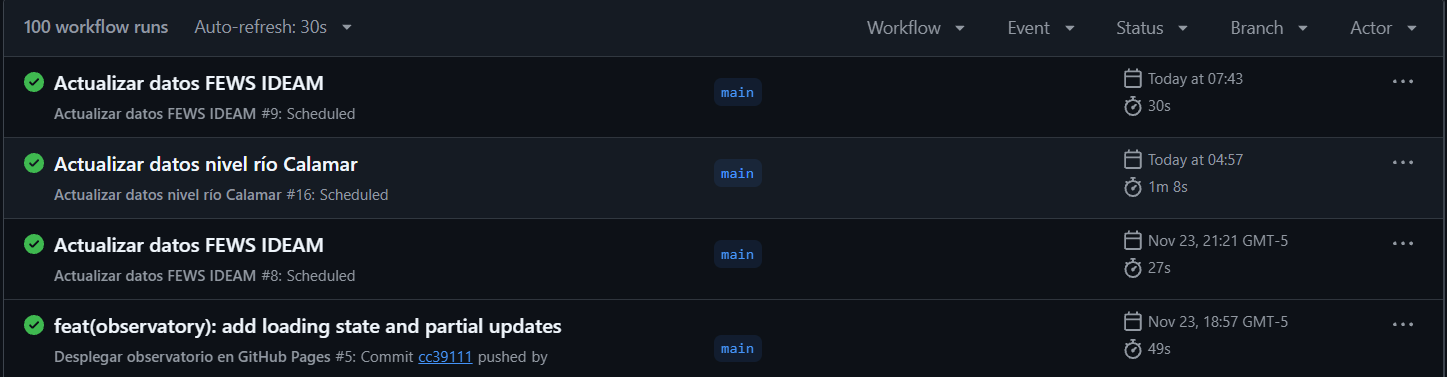 100 workflow runs Auto-refresh: 30s Workflow Event Status Branch Actor
Actualizar datos FEWS IDEAM
Actualizar datos FEWS IDEAM #9: Scheduled
main
Today at 07:43
30s
Actualizar datos nivel río Calamar
Actualizar datos nivel río Calamar #16: Scheduled
main
Today at 04:57
1m 8s
Actualizar datos FEWS IDEAM
Actualizar datos FEWS IDEAM #8: Scheduled
main
Nov 23, 21:21 GMT-5
27s
feat(observatory): add loading state and partial updates
Desplegar observatorio en GitHub Pages #5: Commit cc39111 pushed by
main
Nov 23, 18:57 GMT-5
49s